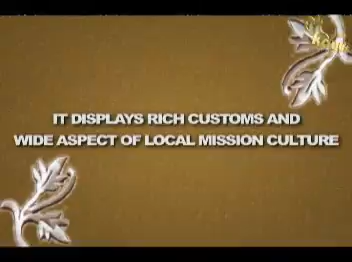 IT DISPLAYS RICH CUSTOMS AND
WIDE ASPECT OF LOCAL MISSION CULTURE